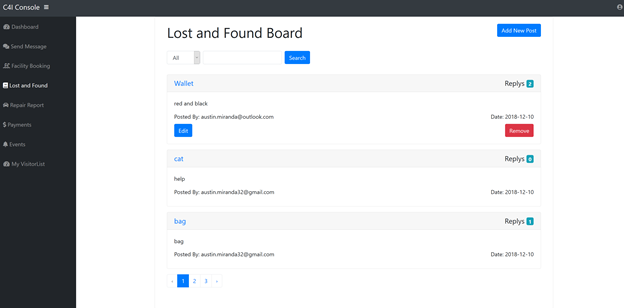 C4I Console
Dashboard
Send Message
Facility Booking
Lost and Found
Repair Report
Payments
Events
My VisitorList
Lost and Found Board
Add New Post
All
Search
Wallet Replys 2
red and black
Posted By: austin.miranda@outlook.com Date: 2018-12-10
Edit Remove
cat Replys 0
help
Posted By: austin.miranda32@gmail.com Date: 2018-12-10
bag Replys 1
bag
Posted By: austin.miranda32@gmail.com Date: 2018-12-10
‹ 1 2 3 ›